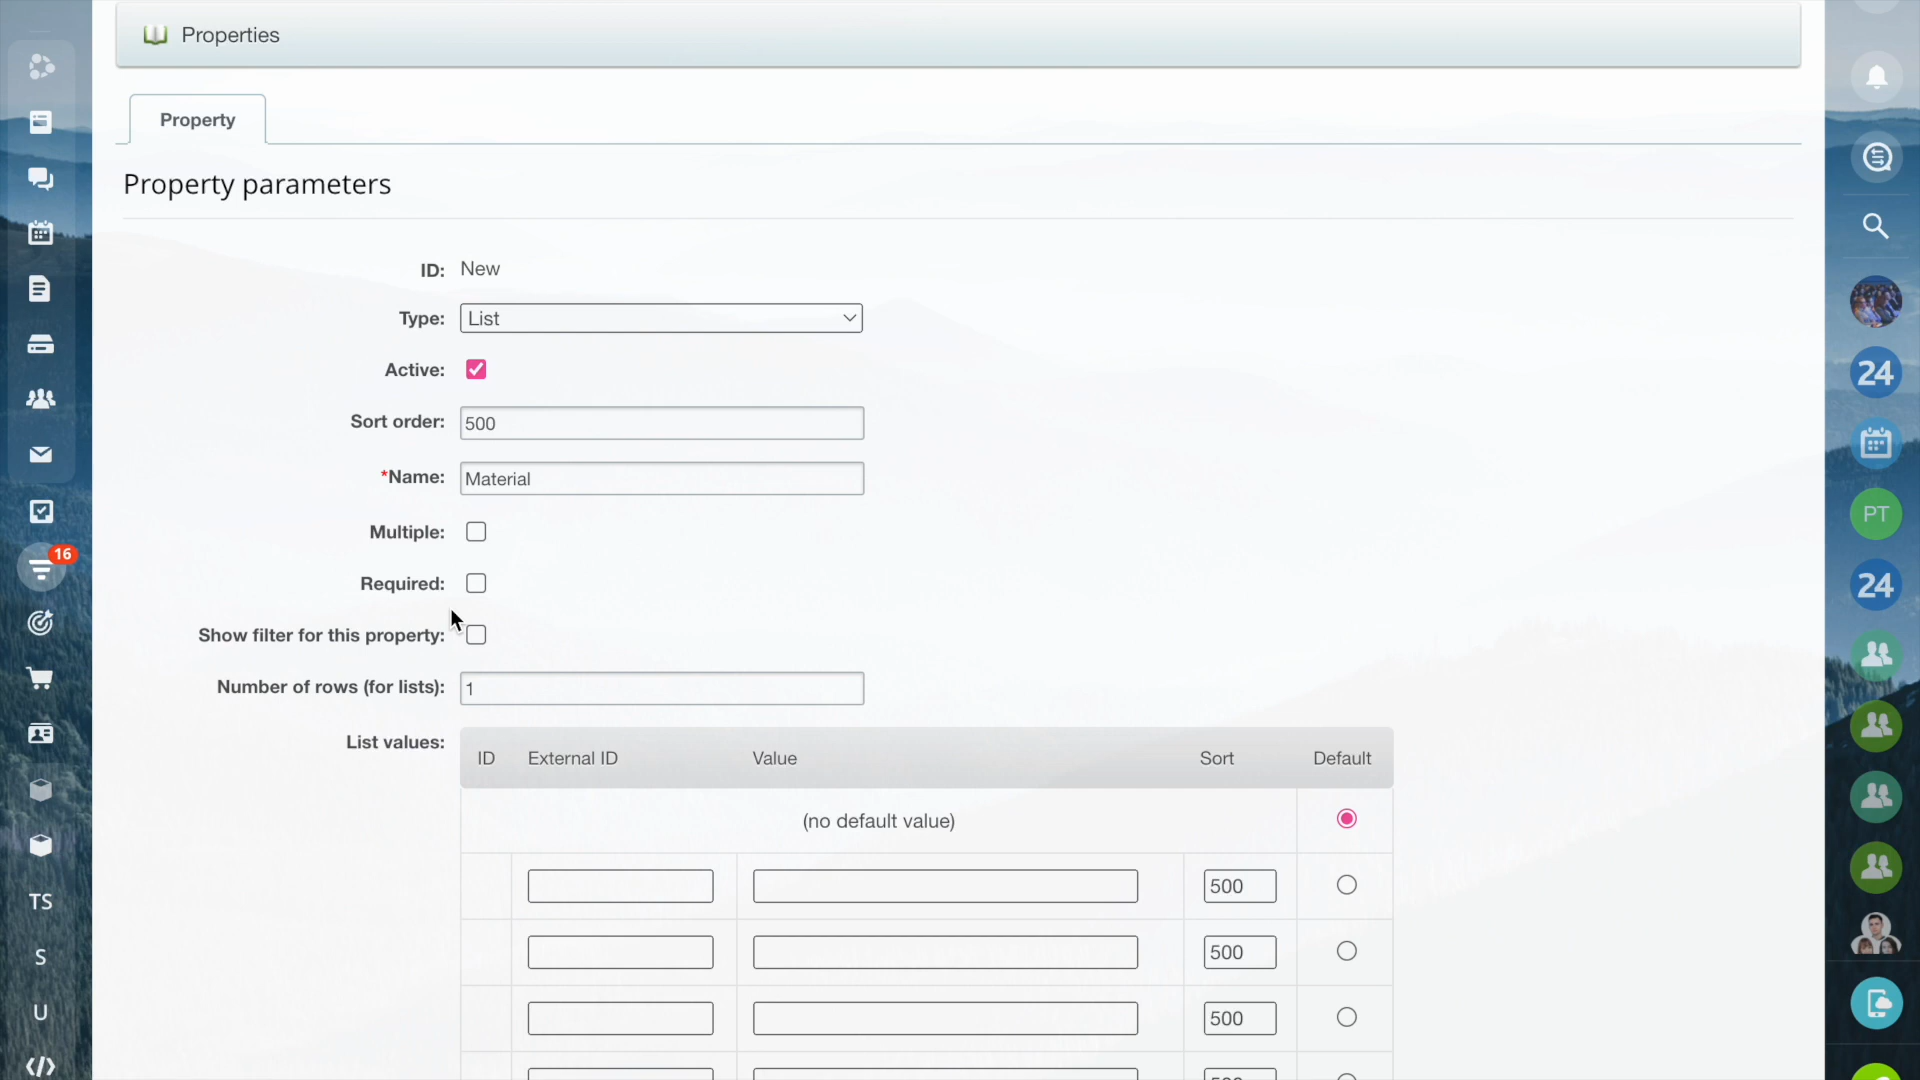 Properties
Property
Property parameters
ID: New
Type: List
Active:
Sort order: 500
*Name: Material
Multiple:
Required:
Show filter for this property:
Number of rows (for lists): 1
List values:
ID External ID Value Sort Default
(no default value)
500
500
500
16
TS
S
U
24
PT
24